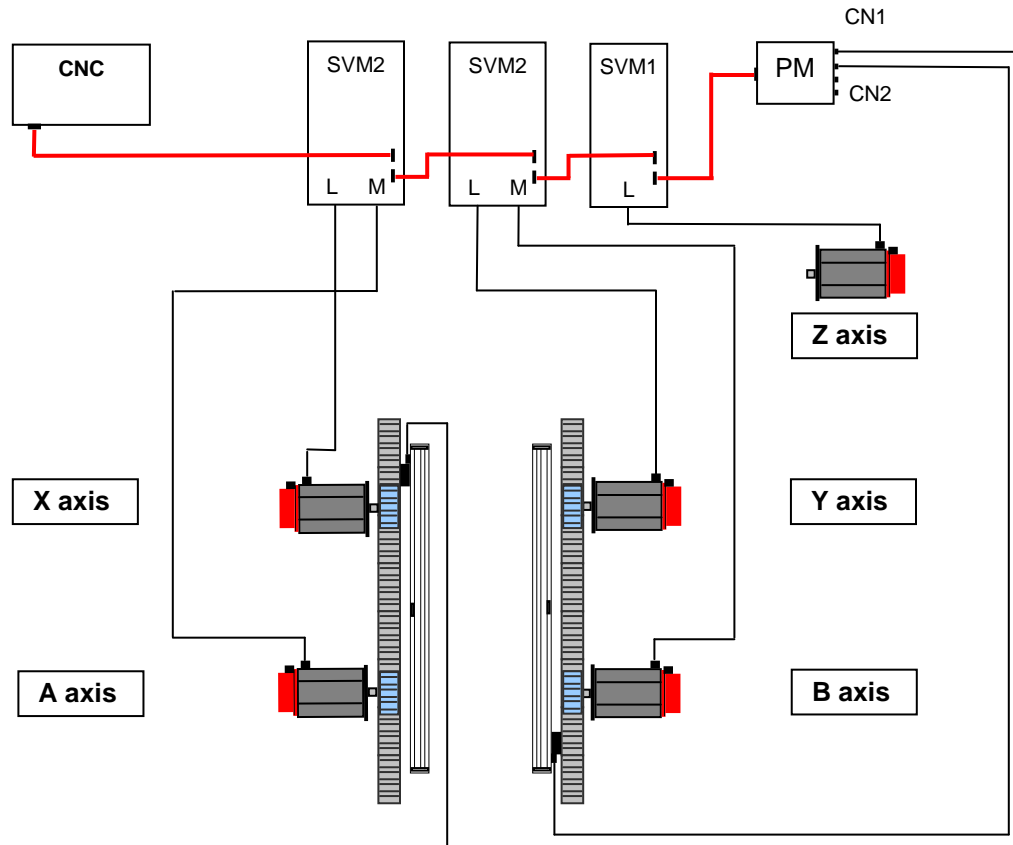 CN1
CNC
SVM2
SVM2
SVM1
PM
CN2
L M
L M
L
Z axis
X axis
Y axis
A axis
B axis